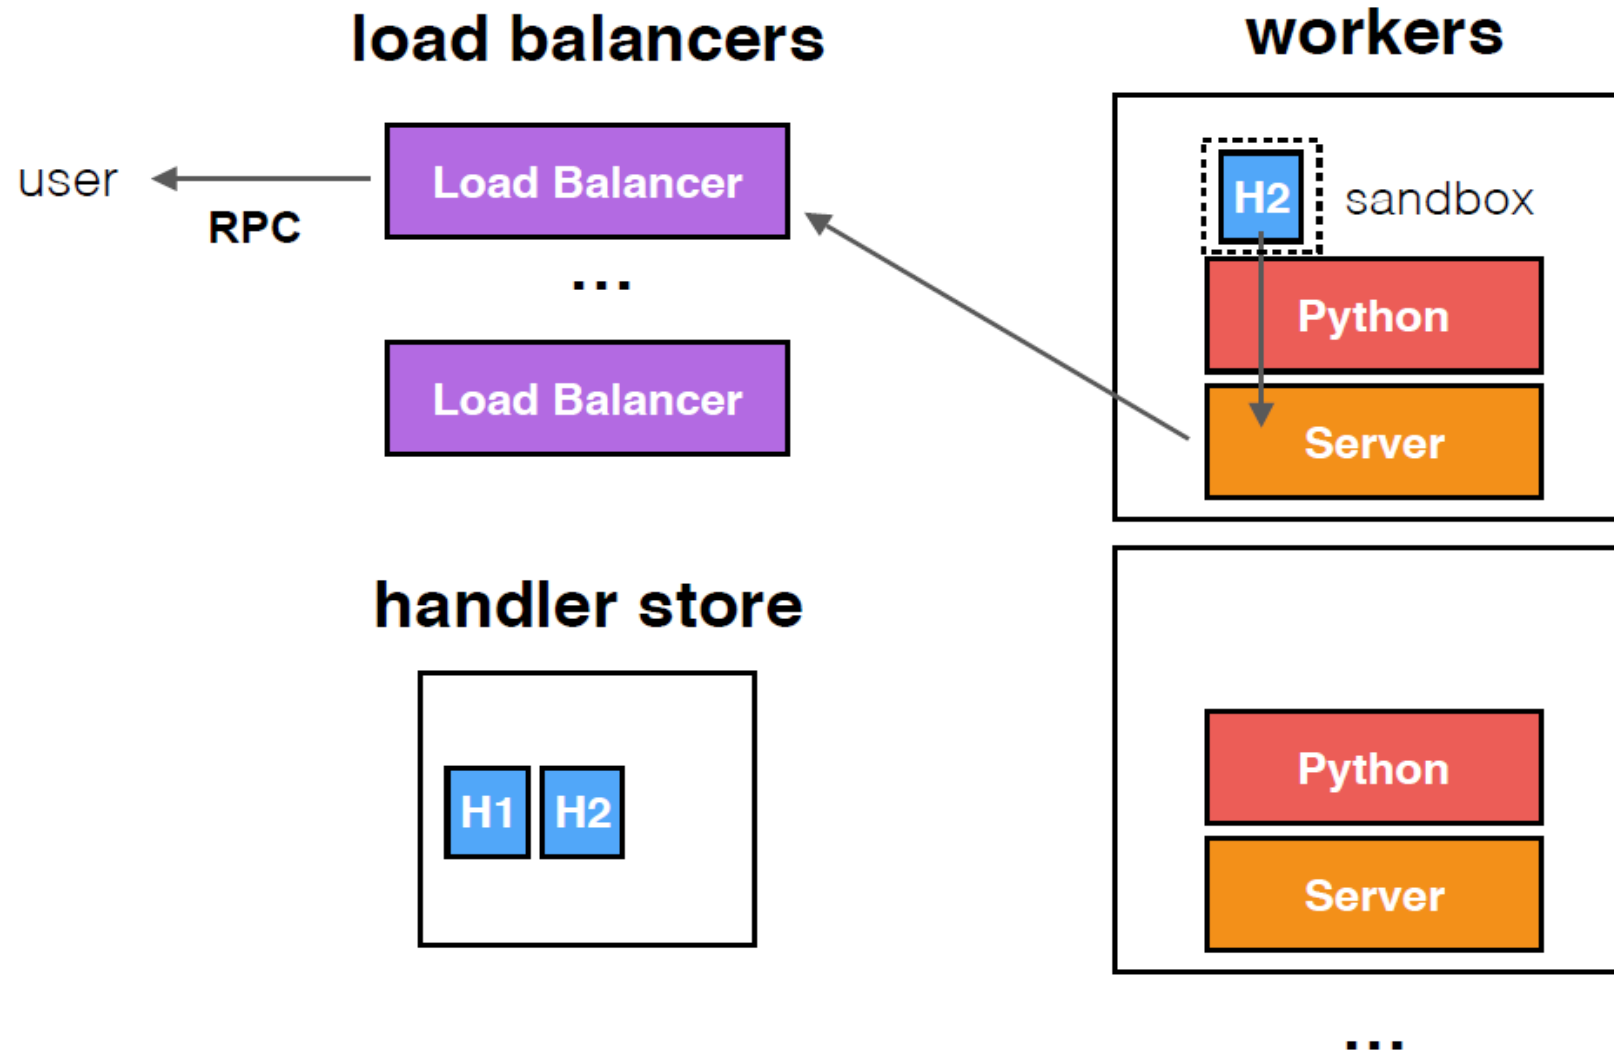 load balancers
workers
user
RPC
Load Balancer
...
Load Balancer
H2
sandbox
Python
Server
handler store
H1
H2
Python
Server
...